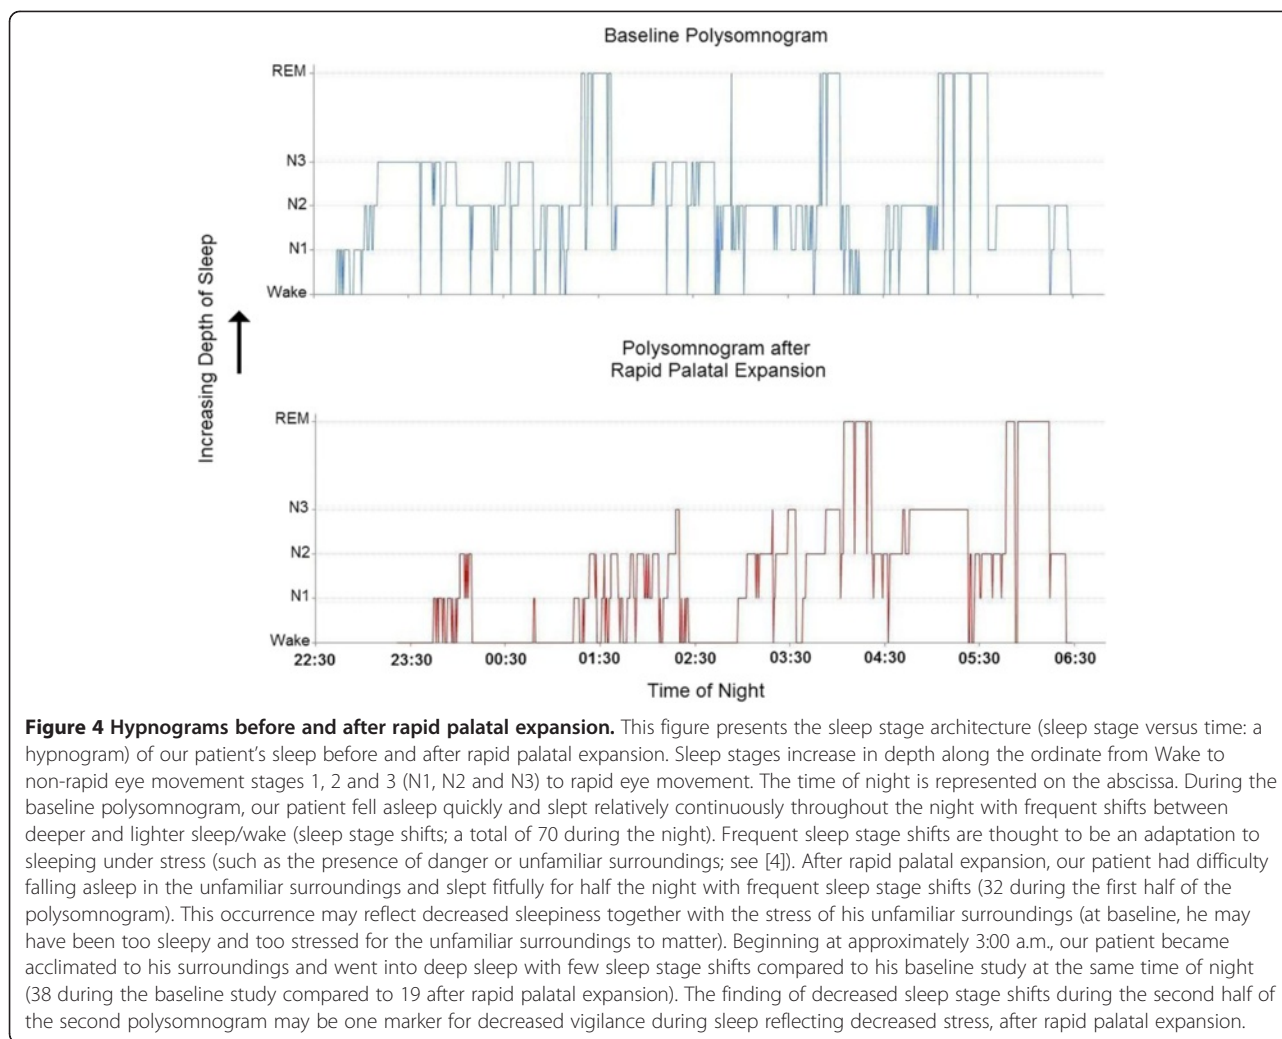 Baseline Polysomnogram
REM
N3
N2
N1
Wake
Increasing Depth of Sleep
Polysomnogram after
Rapid Palatal Expansion
REM
N3
N2
N1
Wake
22:30 23:30 00:30 01:30 02:30 03:30 04:30 05:30 06:30
Time of Night
Figure 4 Hypnograms before and after rapid palatal expansion. This figure presents the sleep stage architecture (sleep stage versus time: a
hypnogram) of our patient's sleep before and after rapid palatal expansion. Sleep stages increase in depth along the ordinate from Wake to
non-rapid eye movement stages 1, 2 and 3 (N1, N2 and N3) to rapid eye movement. The time of night is represented on the abscissa. During the
baseline polysomnogram, our patient fell asleep quickly and slept relatively continuously throughout the night with frequent shifts between
deeper and lighter sleep/wake (sleep stage shifts; a total of 70 during the night). Frequent sleep stage shifts are thought to be an adaptation to
sleeping under stress (such as the presence of danger or unfamiliar surroundings; see [4]). After rapid palatal expansion, our patient had difficulty
falling asleep in the unfamiliar surroundings and slept fitfully for half the night with frequent sleep stage shifts (32 during the first half of the
polysomnogram). This occurrence may reflect decreased sleepiness together with the stress of his unfamiliar surroundings (at baseline, he may
have been too sleepy and too stressed for the unfamiliar surroundings to matter). Beginning at approximately 3:00 a.m., our patient became
acclimated to his surroundings and went into deep sleep with few sleep stage shifts compared to his baseline study at the same time of night
(38 during the baseline study compared to 19 after rapid palatal expansion). The finding of decreased sleep stage shifts during the second half of
the second polysomnogram may be one marker for decreased vigilance during sleep reflecting decreased stress, after rapid palatal expansion.